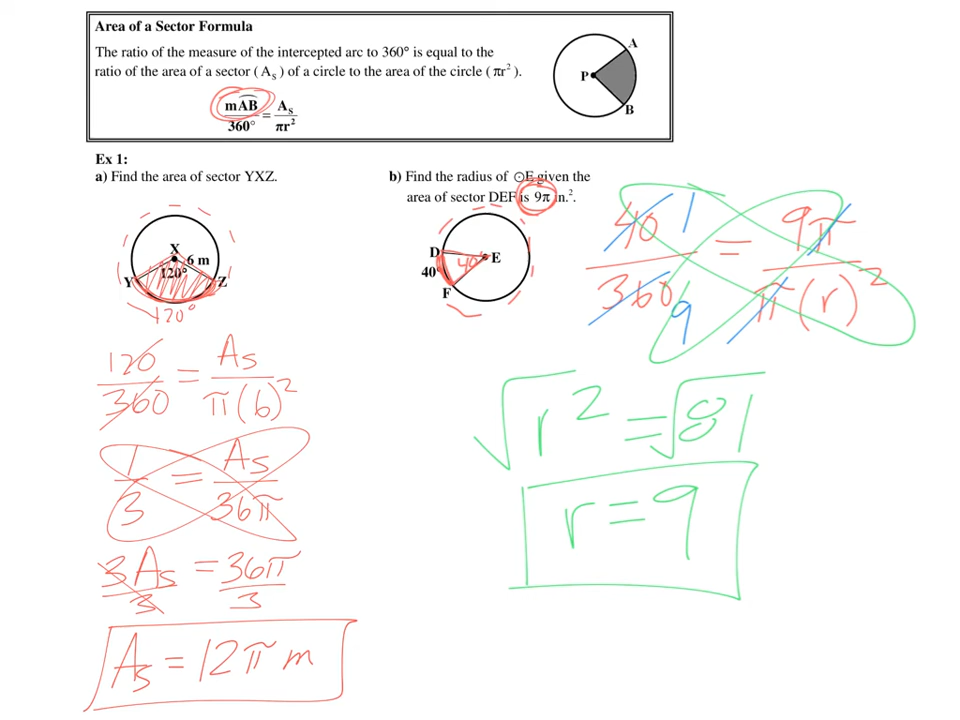 Area of a Sector Formula
The ratio of the measure of the intercepted arc to 360° is equal to the
ratio of the area of a sector ( Aₛ ) of a circle to the area of the circle ( πr² ).
mAB/360° = Aₛ/πr²
A
P
B
Ex 1:
a) Find the area of sector YXZ.
X
6 m
120°
Y
Z
120°
120/360 = As/π(6)²
1/3 = As/36π
3As/3 = 36π/3
As = 12π m
b) Find the radius of ⊙E given the
area of sector DEF is 9π in.².
D
40°
E
40°
F
40/360 = 9π/π(r)²
1
9
√r² = √81
r = 9